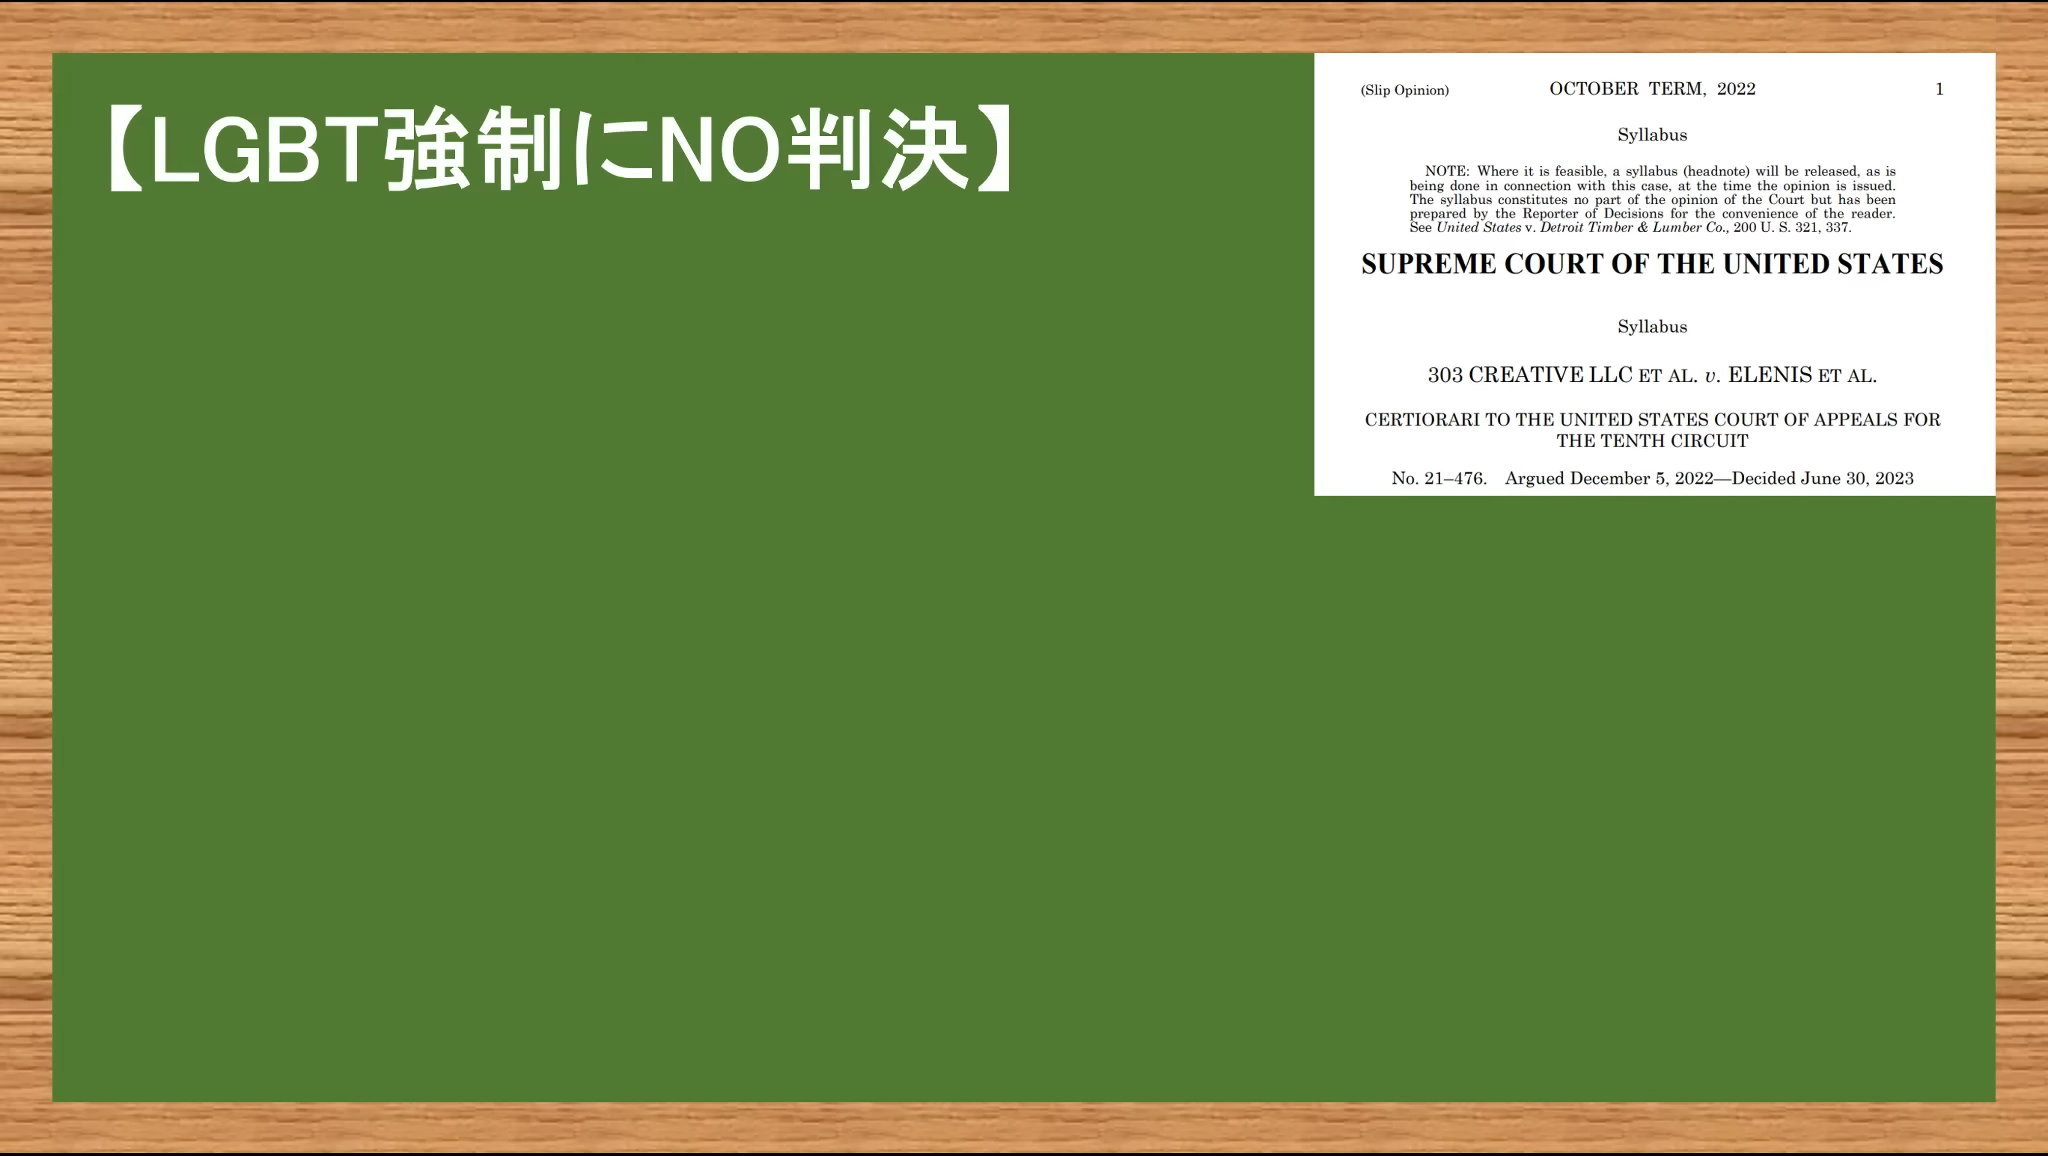 【LGBT強制にNO判決】
(Slip Opinion) OCTOBER TERM, 2022 1
Syllabus
NOTE: Where it is feasible, a syllabus (headnote) will be released, as is
being done in connection with this case, at the time the opinion is issued.
The syllabus constitutes no part of the opinion of the Court but has been
prepared by the Reporter of Decisions for the convenience of the reader.
See United States v. Detroit Timber & Lumber Co., 200 U. S. 321, 337.
SUPREME COURT OF THE UNITED STATES
Syllabus
303 CREATIVE LLC ET AL. v. ELENIS ET AL.
CERTIORARI TO THE UNITED STATES COURT OF APPEALS FOR
THE TENTH CIRCUIT
No. 21–476. Argued December 5, 2022—Decided June 30, 2023